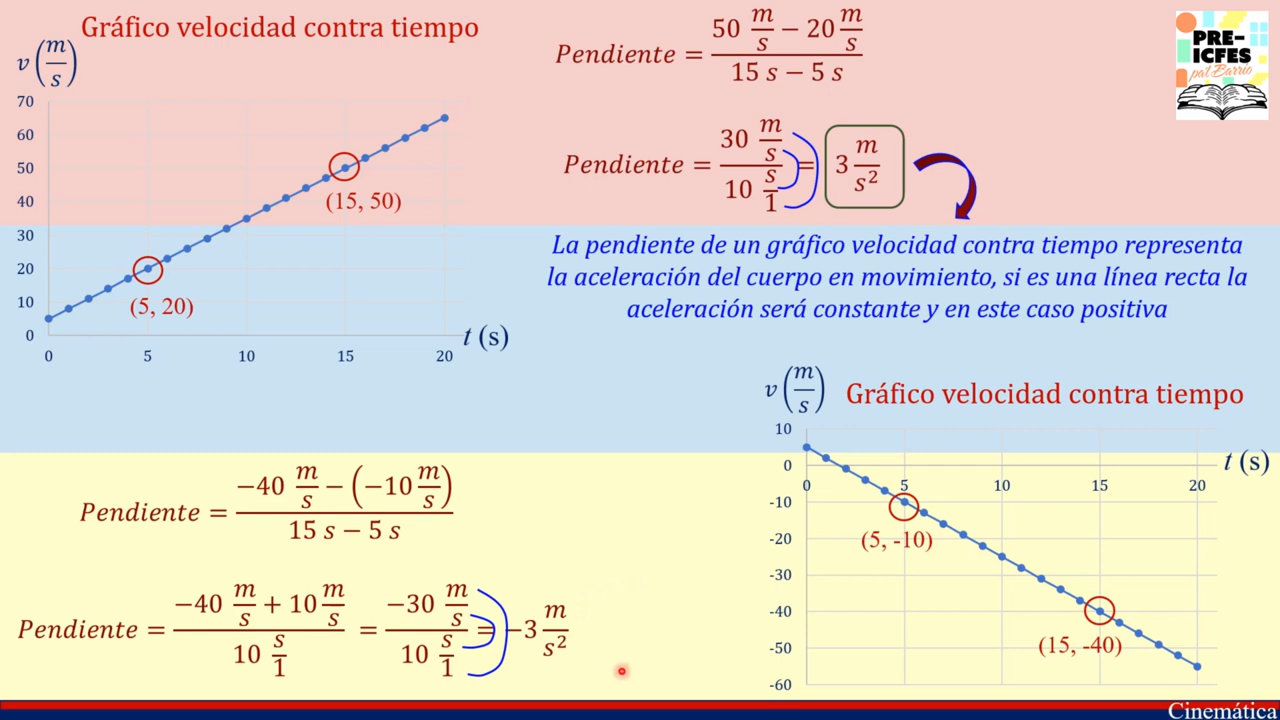 Gráfico velocidad contra tiempo
v (m/s)
70
60
50
40
30
20
10
0
(15, 50)
(5, 20)
t (s)
0 5 10 15 20
Pendiente = (50 m/s − 20 m/s) / (15 s − 5 s)
Pendiente = (30 m/s) / (10 s/1) = 3 m/s²
PRE-
ICFES
pal Barrio
La pendiente de un gráfico velocidad contra tiempo representa
la aceleración del cuerpo en movimiento, si es una línea recta la
aceleración será constante y en este caso positiva
v (m/s)
Gráfico velocidad contra tiempo
10
0
-10
-20
-30
-40
-50
-60
t (s)
0 5 10 15 20
(5, -10)
(15, -40)
Pendiente = (−40 m/s − (−10 m/s)) / (15 s − 5 s)
Pendiente = (−40 m/s + 10 m/s) / (10 s/1) = (−30 m/s) / (10 s/1) = −3 m/s²
Cinemática